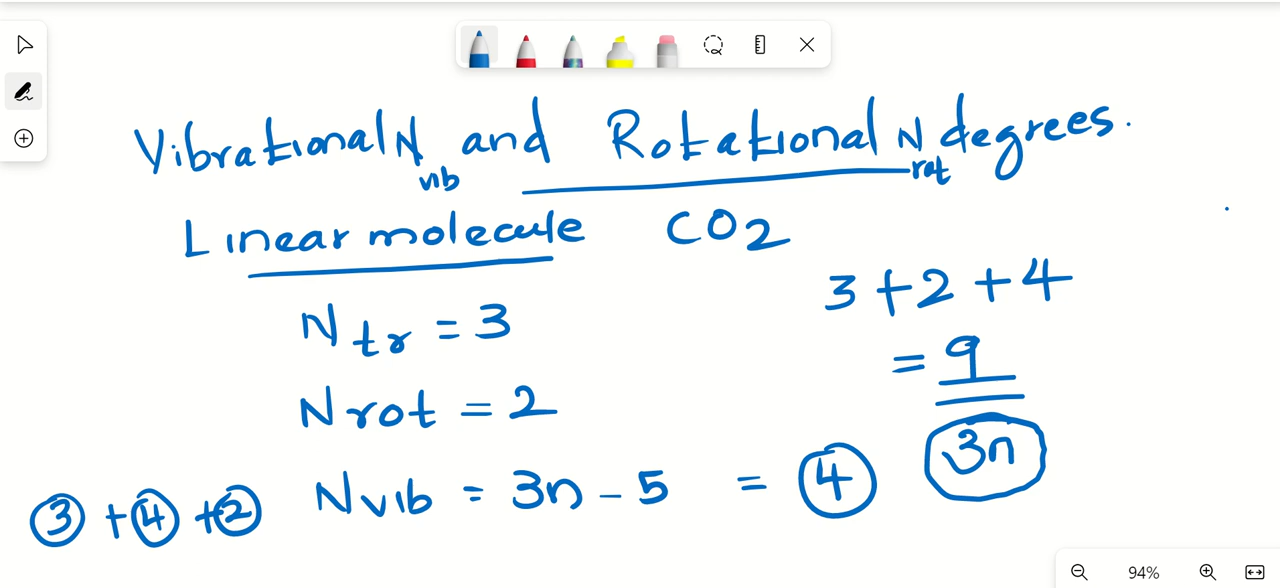 Vibrational N vib and Rotational N rot degrees.
Linear molecule CO2
3 + 2 + 4
N tr = 3
= 9
N rot = 2
3n
N vib = 3n - 5 = 4
3 + 4 + 2
94%